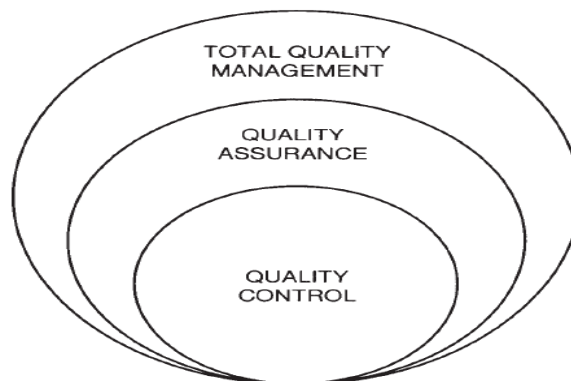 TOTAL QUALITY
MANAGEMENT
QUALITY
ASSURANCE
QUALITY
CONTROL